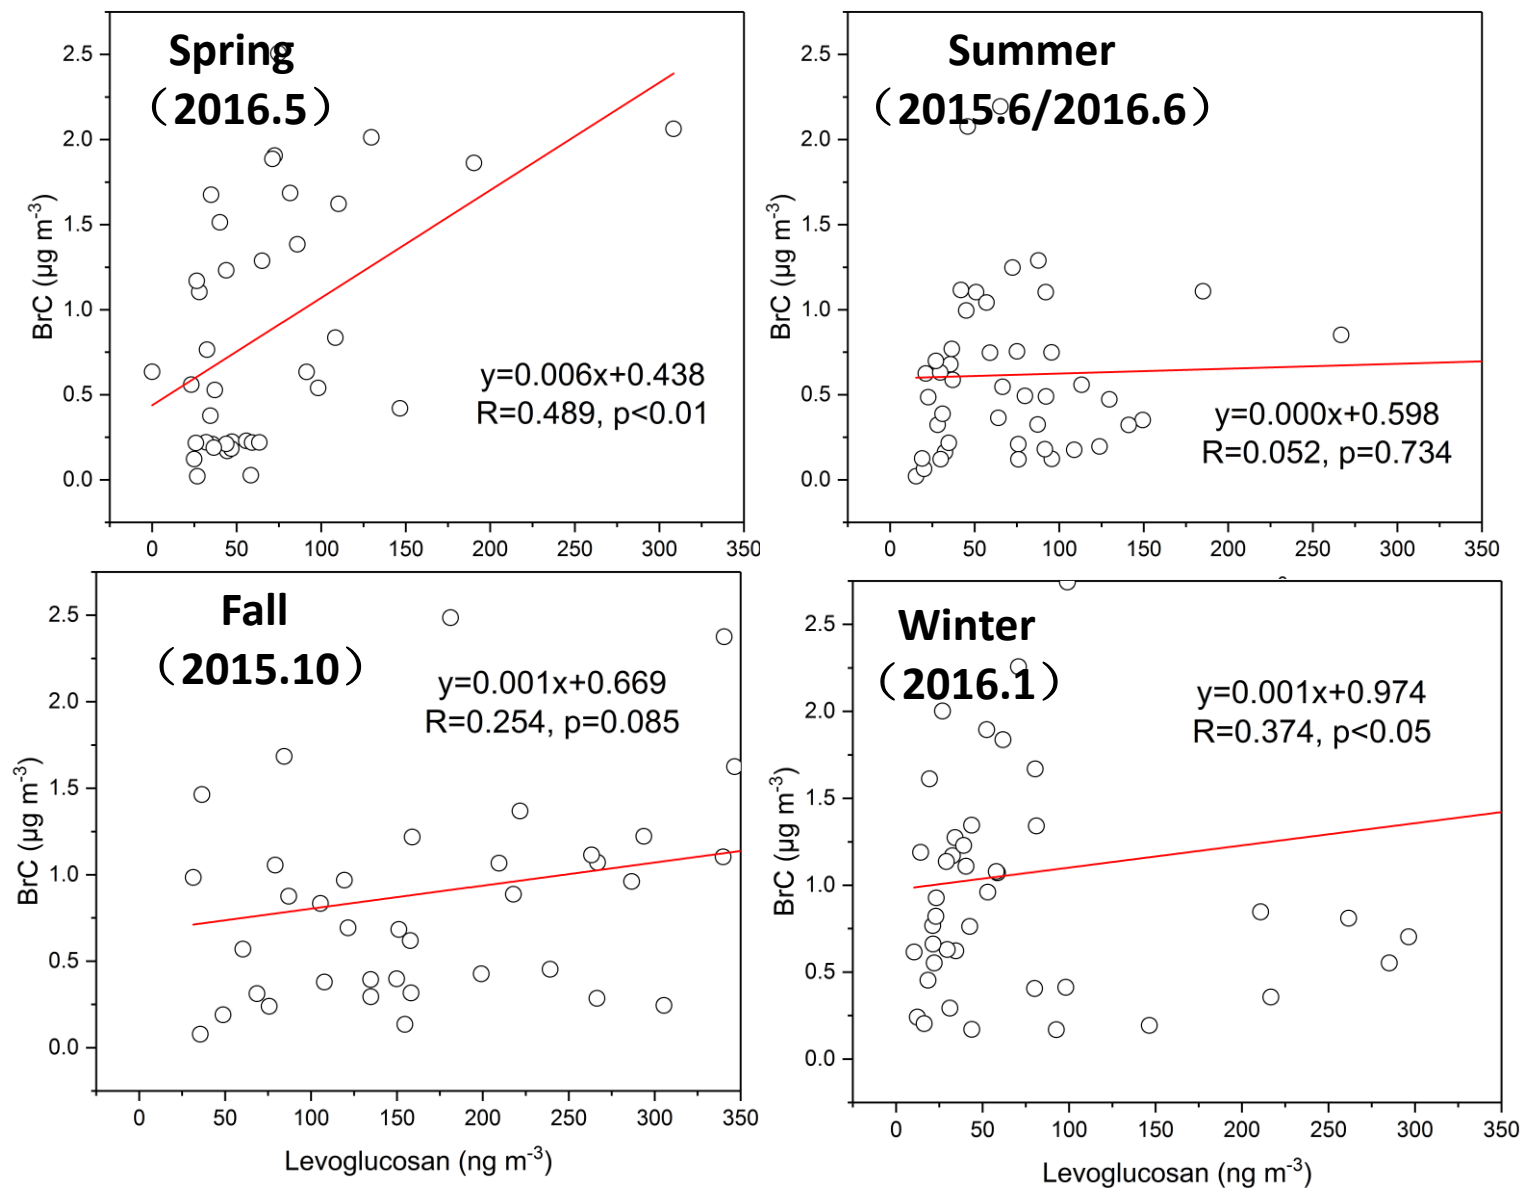 Spring
（2016.5）
BrC (µg m-3)
2.5
2.0
1.5
1.0
0.5
0.0
y=0.006x+0.438
R=0.489, p<0.01
0 50 100 150 200 250 300 350
Summer
（2015.6/2016.6）
BrC (µg m-3)
2.5
2.0
1.5
1.0
0.5
0.0
y=0.000x+0.598
R=0.052, p=0.734
0 50 100 150 200 250 300 350
Fall
（2015.10）
BrC (µg m-3)
2.5
2.0
1.5
1.0
0.5
0.0
y=0.001x+0.669
R=0.254, p=0.085
0 50 100 150 200 250 300 350
Levoglucosan (ng m-3)
Winter
（2016.1）
BrC (µg m-3)
2.5
2.0
1.5
1.0
0.5
0.0
y=0.001x+0.974
R=0.374, p<0.05
0 50 100 150 200 250 300 350
Levoglucosan (ng m-3)